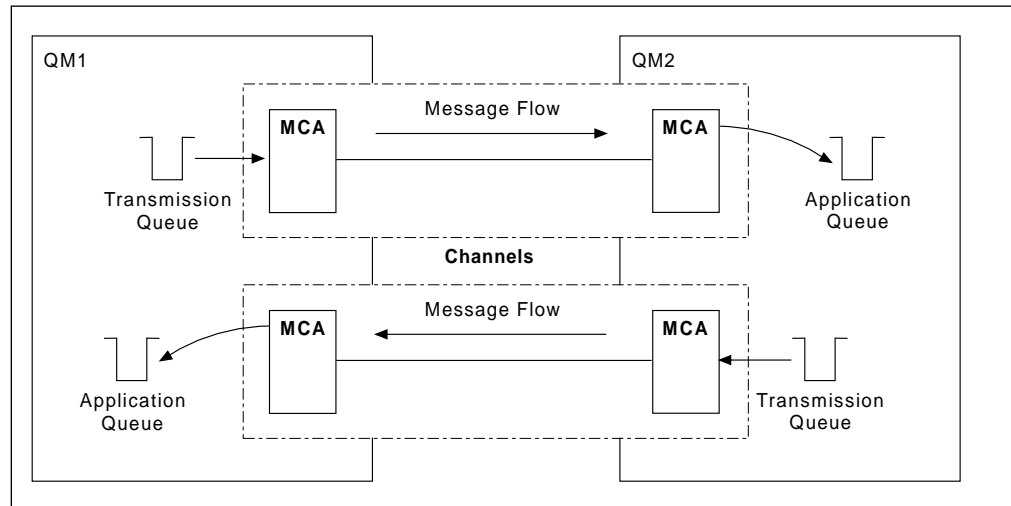 QM1
QM2
Message Flow
MCA
MCA
Transmission
Queue
Application
Queue
Channels
Message Flow
MCA
MCA
Application
Queue
Transmission
Queue